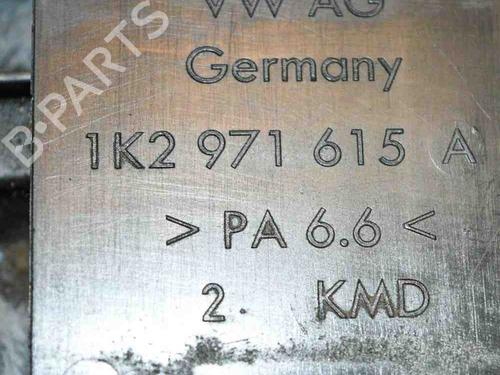 VW AG
Germany
1K2 971 615 A
> PA 6.6 <
2. KMD
B-PARTS